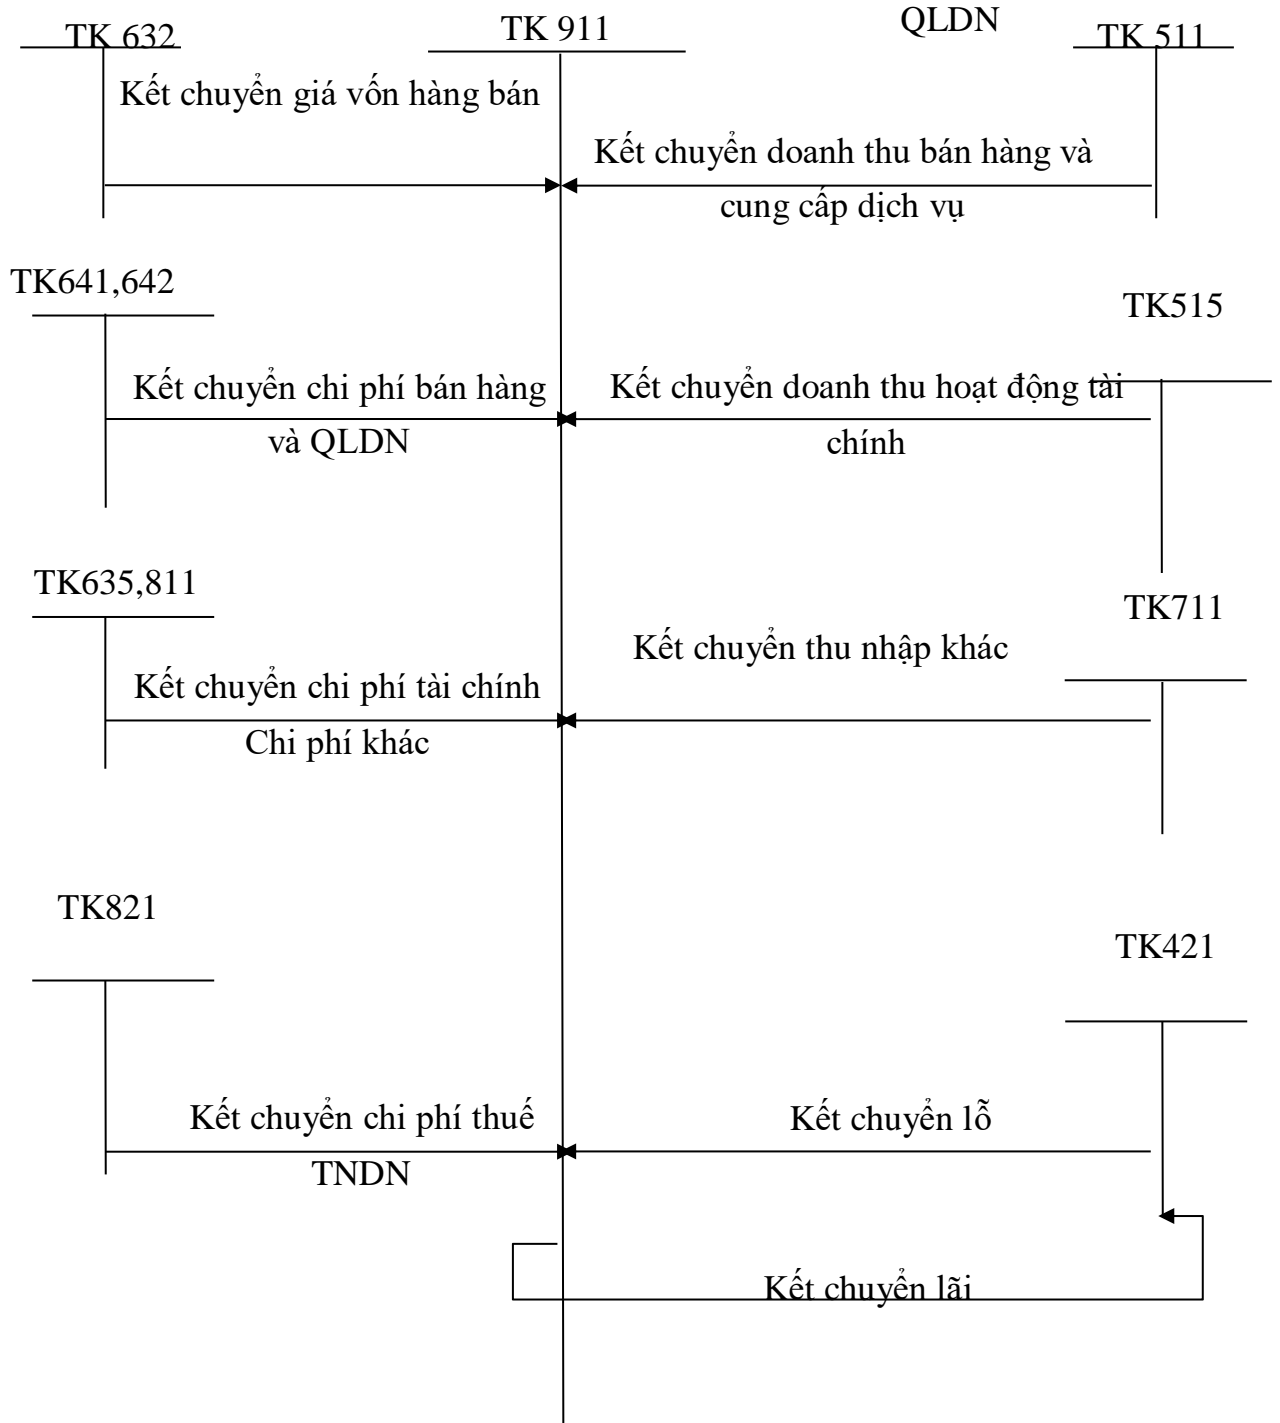 QLDN
TK 632
TK 911
TK 511
Kết chuyển giá vốn hàng bán
Kết chuyển doanh thu bán hàng và
cung cấp dịch vụ
TK641,642
TK515
Kết chuyển chi phí bán hàng
và QLDN
Kết chuyển doanh thu hoạt động tài
chính
TK635,811
TK711
Kết chuyển thu nhập khác
Kết chuyển chi phí tài chính
Chi phí khác
TK821
TK421
Kết chuyển chi phí thuế
TNDN
Kết chuyển lỗ
Kết chuyển lãi